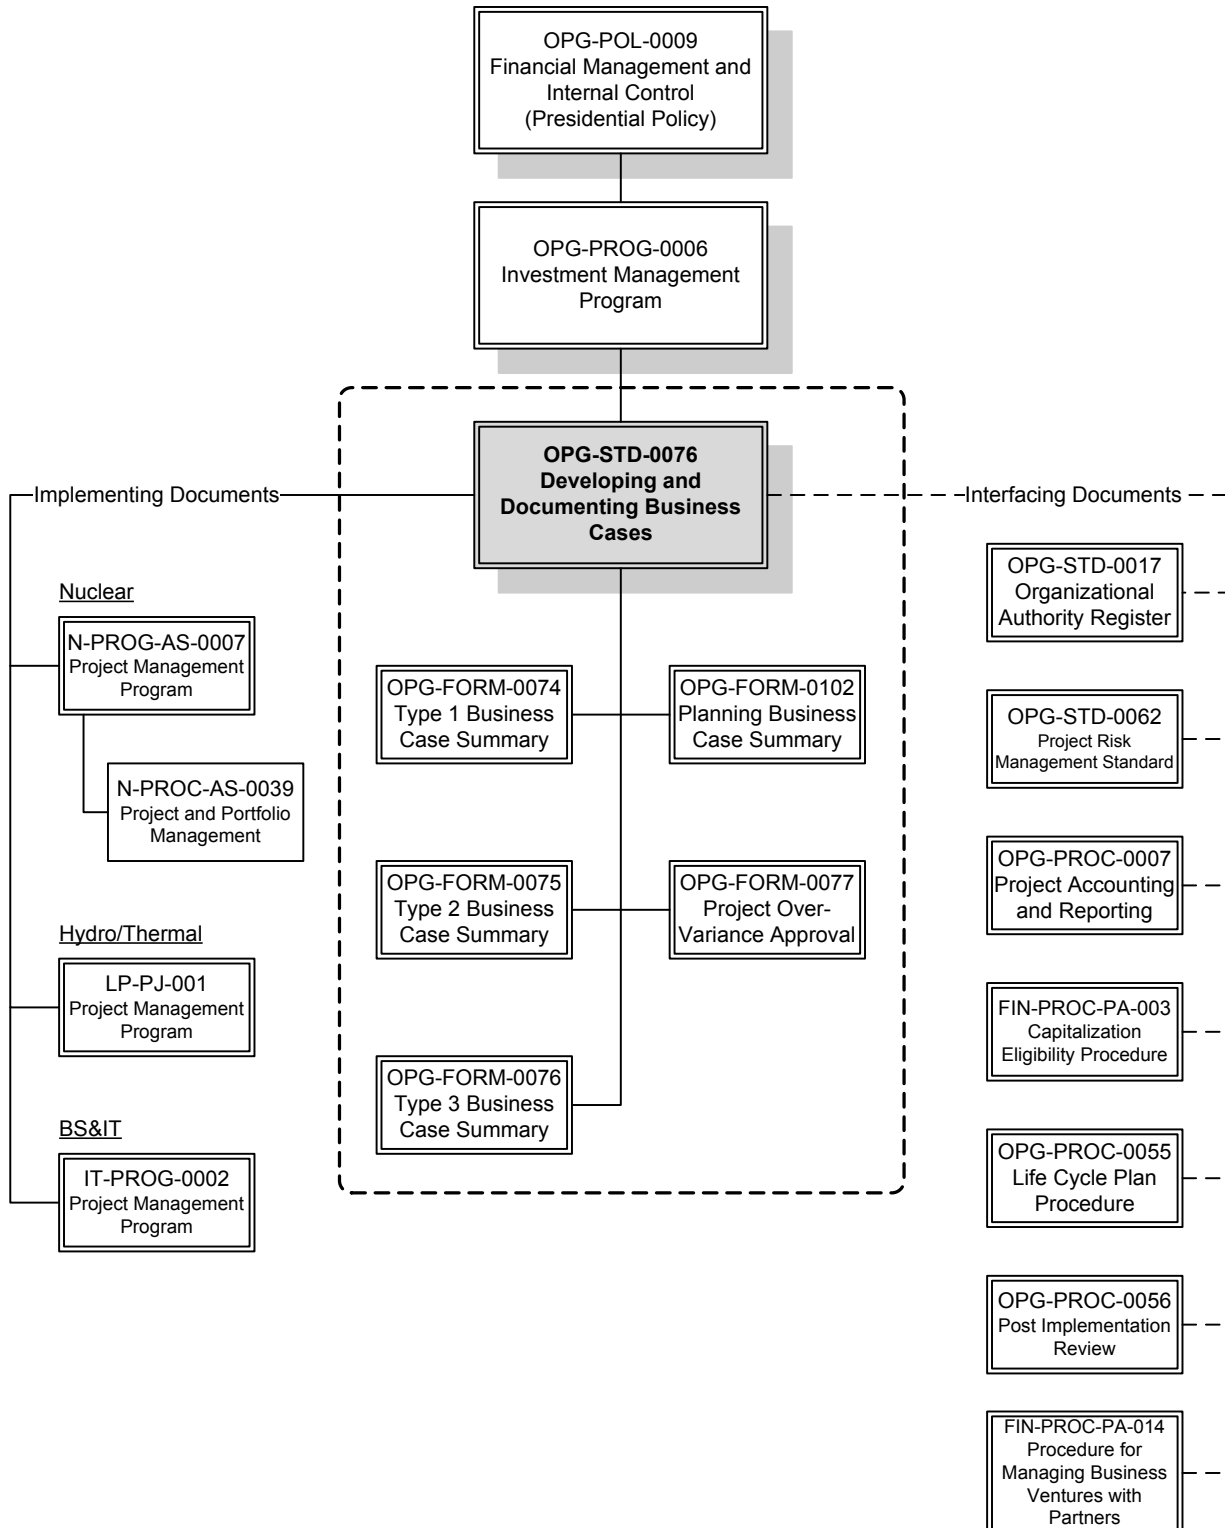 OPG-POL-0009
Financial Management and
Internal Control
(Presidential Policy)
OPG-PROG-0006
Investment Management
Program
OPG-STD-0076
Developing and
Documenting Business
Cases
Implementing Documents
Interfacing Documents
Nuclear
N-PROG-AS-0007
Project Management
Program
N-PROC-AS-0039
Project and Portfolio
Management
Hydro/Thermal
LP-PJ-001
Project Management
Program
BS&IT
IT-PROG-0002
Project Management
Program
OPG-FORM-0074
Type 1 Business
Case Summary
OPG-FORM-0102
Planning Business
Case Summary
OPG-FORM-0075
Type 2 Business
Case Summary
OPG-FORM-0077
Project Over-
Variance Approval
OPG-FORM-0076
Type 3 Business
Case Summary
OPG-STD-0017
Organizational
Authority Register
OPG-STD-0062
Project Risk
Management Standard
OPG-PROC-0007
Project Accounting
and Reporting
FIN-PROC-PA-003
Capitalization
Eligibility Procedure
OPG-PROC-0055
Life Cycle Plan
Procedure
OPG-PROC-0056
Post Implementation
Review
FIN-PROC-PA-014
Procedure for
Managing Business
Ventures with
Partners